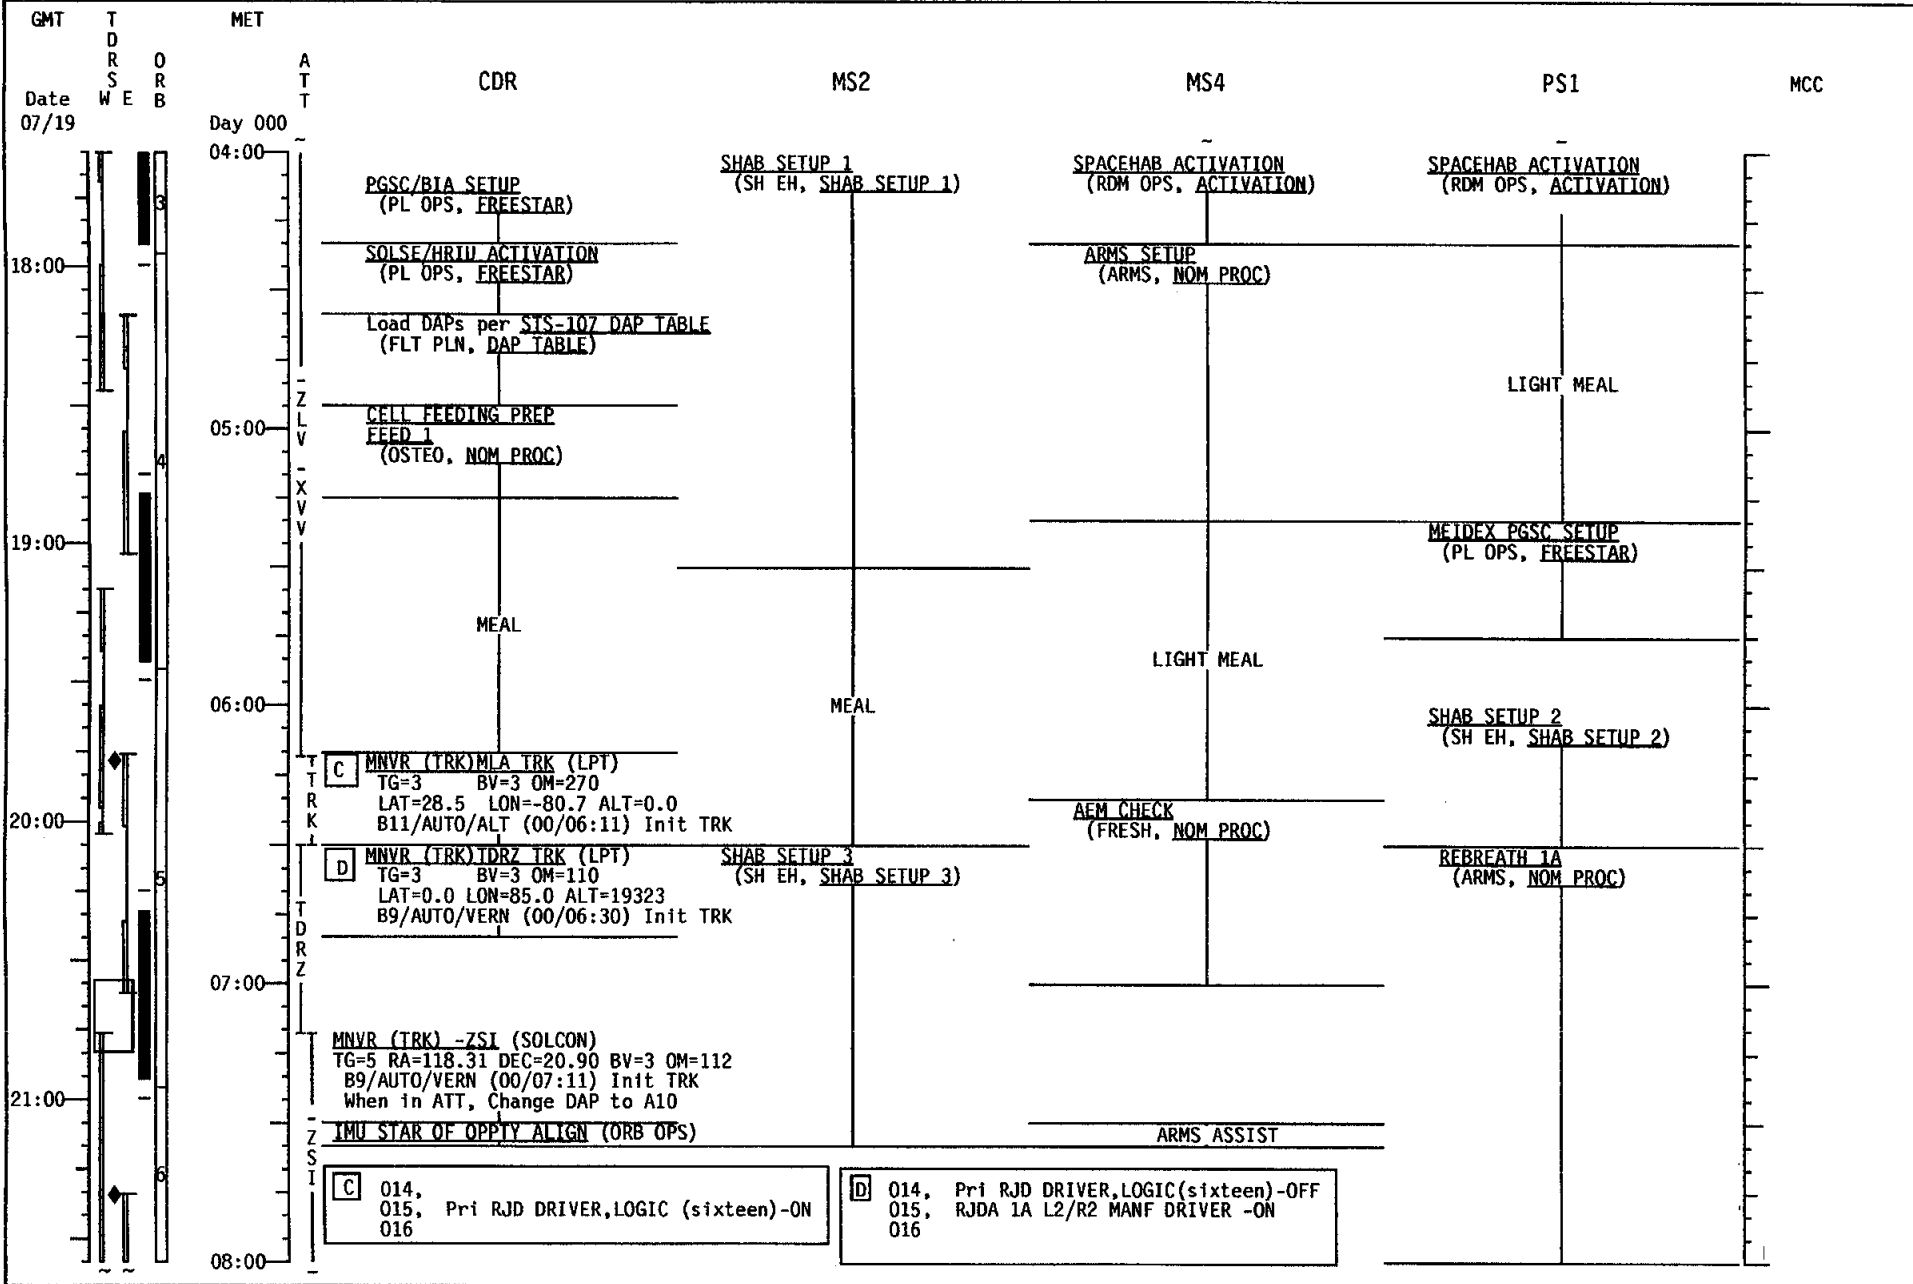 GMT
TDRS
W E
ORB
MET
ATT
CDR
MS2
MS4
PS1
MCC
Date
07/19
Day 000
04:00
05:00
06:00
07:00
08:00
18:00
19:00
20:00
21:00
3
4
5
6
-ZLV -XVV
TTRK
TDRZ
-ZSI
PGSC/BIA SETUP
(PL OPS, FREESTAR)
SOLSE/HRIU ACTIVATION
(PL OPS, FREESTAR)
Load DAPs per STS-107 DAP TABLE
(FLT PLN, DAP TABLE)
CELL FEEDING PREP
FEED 1
(OSTEO, NOM PROC)
MEAL
C
MNVR (TRK)MLA TRK (LPT)
TG=3 BV=3 OM=270
LAT=28.5 LON=-80.7 ALT=0.0
B11/AUTO/ALT (00/06:11) Init TRK
D
MNVR (TRK)TDRZ TRK (LPT)
TG=3 BV=3 OM=110
LAT=0.0 LON=85.0 ALT=19323
B9/AUTO/VERN (00/06:30) Init TRK
MNVR (TRK) -ZSI (SOLCON)
TG=5 RA=118.31 DEC=20.90 BV=3 OM=112
B9/AUTO/VERN (00/07:11) Init TRK
When in ATT, Change DAP to A10
IMU STAR OF OPPTY ALIGN (ORB OPS)
SHAB SETUP 1
(SH EH, SHAB SETUP 1)
MEAL
SHAB SETUP 3
(SH EH, SHAB SETUP 3)
SPACEHAB ACTIVATION
(RDM OPS, ACTIVATION)
ARMS SETUP
(ARMS, NOM PROC)
LIGHT MEAL
AEM CHECK
(FRESH, NOM PROC)
ARMS ASSIST
SPACEHAB ACTIVATION
(RDM OPS, ACTIVATION)
LIGHT MEAL
MEIDEX PGSC SETUP
(PL OPS, FREESTAR)
SHAB SETUP 2
(SH EH, SHAB SETUP 2)
REBREATH 1A
(ARMS, NOM PROC)
C
014,
015, Pri RJD DRIVER,LOGIC (sixteen)-ON
016
D
014, Pri RJD DRIVER,LOGIC(sixteen)-OFF
015, RJDA 1A L2/R2 MANF DRIVER -ON
016